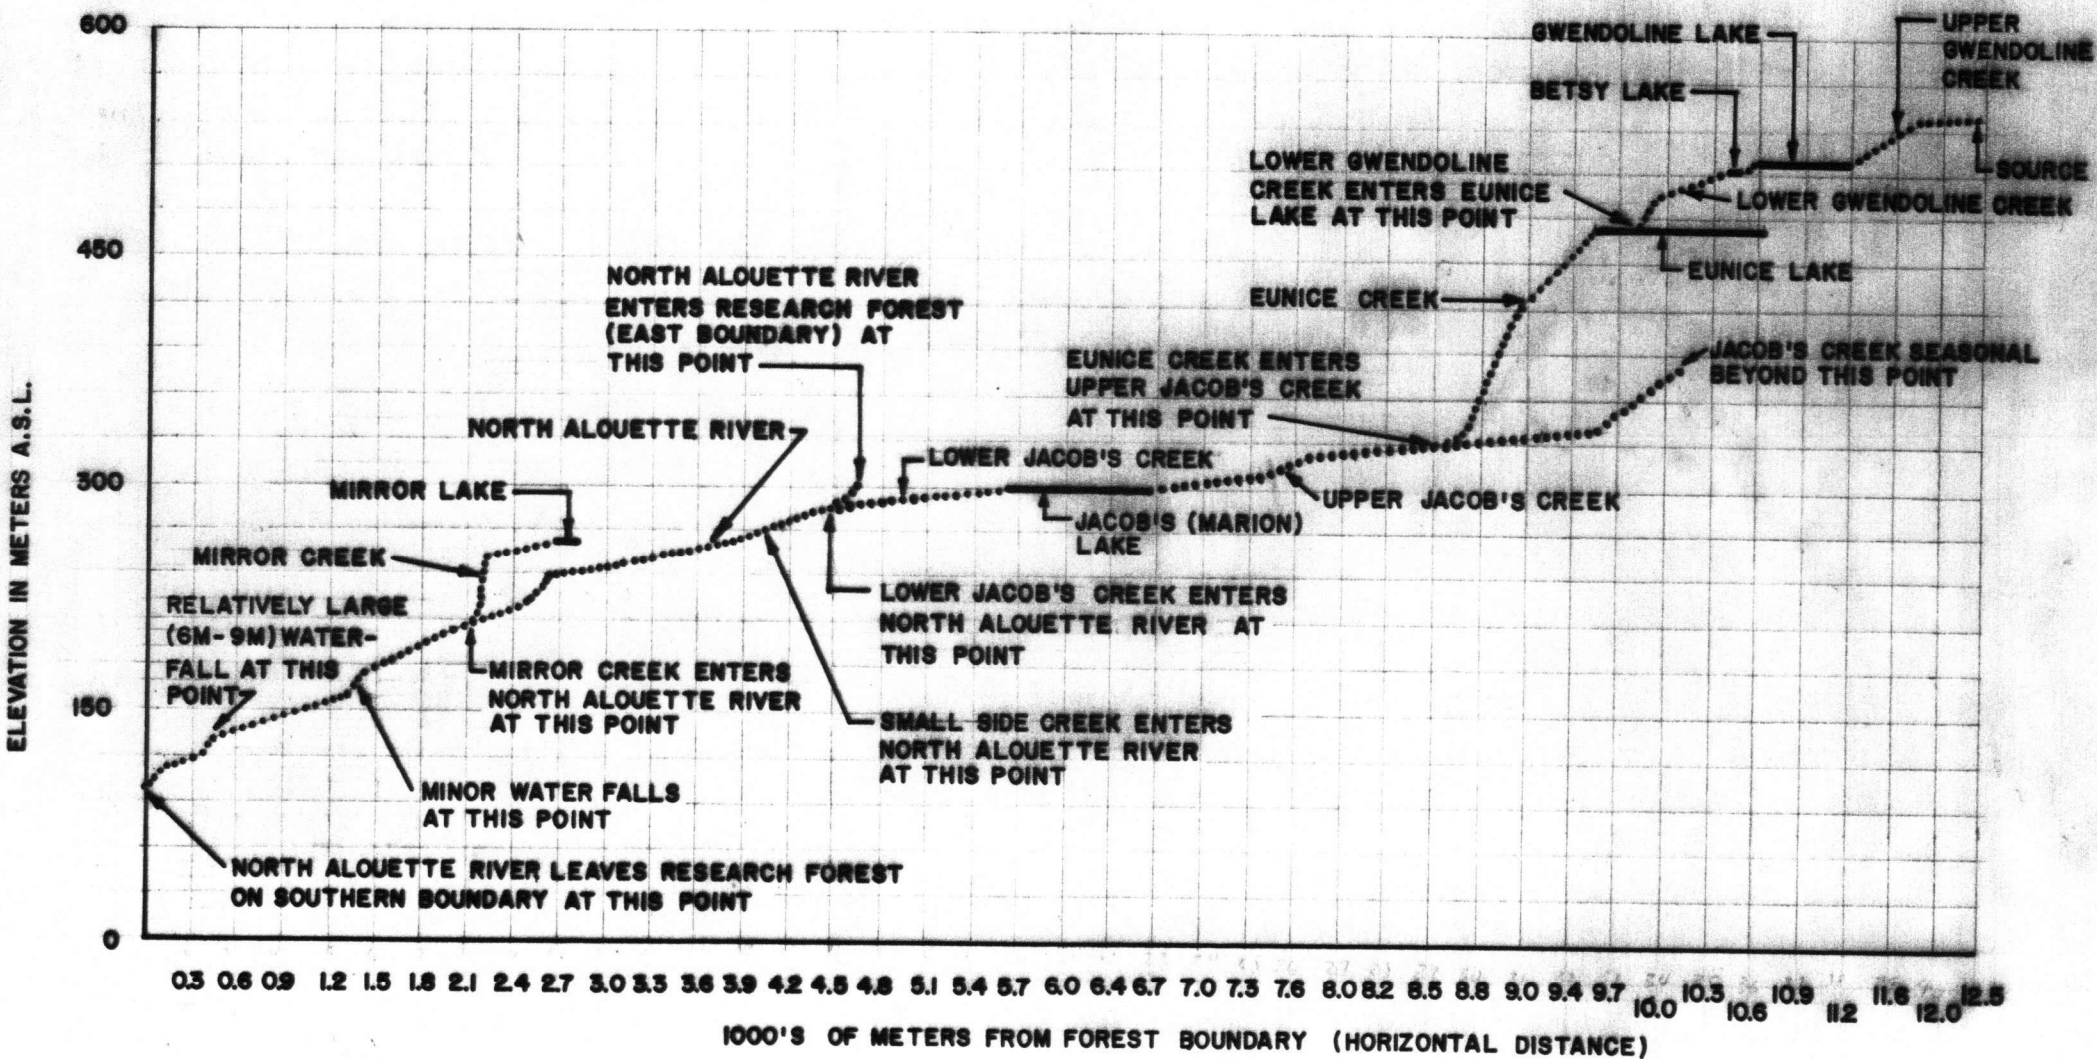 600
450
300
150
0
ELEVATION IN METERS A.S.L.
GWENDOLINE LAKE
UPPER
GWENDOLINE
CREEK
BETSY LAKE
SOURCE
LOWER GWENDOLINE
CREEK ENTERS EUNICE
LAKE AT THIS POINT
LOWER GWENDOLINE CREEK
EUNICE LAKE
EUNICE CREEK
NORTH ALOUETTE RIVER
ENTERS RESEARCH FOREST
(EAST BOUNDARY) AT
THIS POINT
EUNICE CREEK ENTERS
UPPER JACOB'S CREEK
AT THIS POINT
JACOB'S CREEK SEASONAL
BEYOND THIS POINT
NORTH ALOUETTE RIVER
LOWER JACOB'S CREEK
MIRROR LAKE
UPPER JACOB'S CREEK
JACOB'S (MARION)
LAKE
MIRROR CREEK
RELATIVELY LARGE
(6M-9M) WATER-
FALL AT THIS
POINT
LOWER JACOB'S CREEK ENTERS
NORTH ALOUETTE RIVER AT
THIS POINT
MIRROR CREEK ENTERS
NORTH ALOUETTE RIVER
AT THIS POINT
SMALL SIDE CREEK ENTERS
NORTH ALOUETTE RIVER
AT THIS POINT
MINOR WATER FALLS
AT THIS POINT
NORTH ALOUETTE RIVER LEAVES RESEARCH FOREST
ON SOUTHERN BOUNDARY AT THIS POINT
0.3 0.6 0.9 1.2 1.5 1.8 2.1 2.4 2.7 3.0 3.3 3.6 3.9 4.2 4.5 4.8 5.1 5.4 5.7 6.0 6.4 6.7 7.0 7.3 7.6 8.0 8.2 8.5 8.8 9.0 9.4 9.7 10.0 10.3 10.6 10.9 11.2 11.6 12.0 12.5
1000'S OF METERS FROM FOREST BOUNDARY (HORIZONTAL DISTANCE)